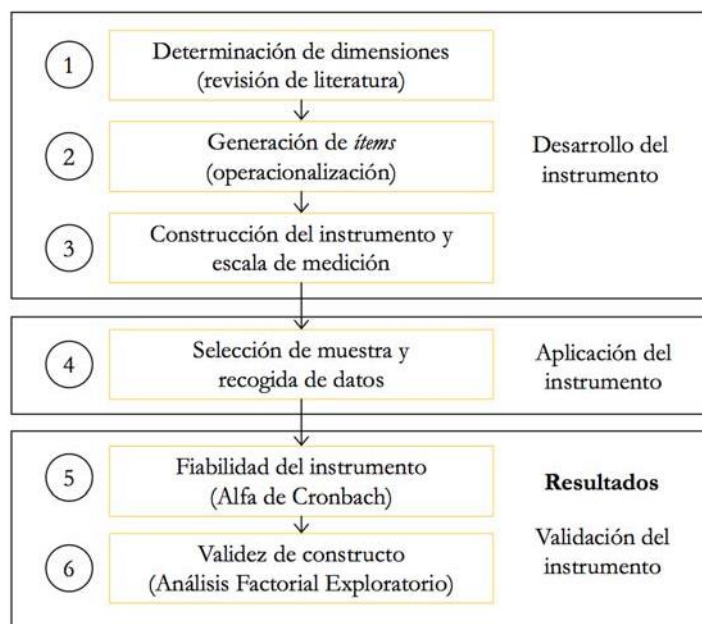 1
Determinación de dimensiones
(revisión de literatura)
2
Generación de ítems
(operacionalización)
3
Construcción del instrumento y
escala de medición
Desarrollo del
instrumento
4
Selección de muestra y
recogida de datos
Aplicación del
instrumento
5
Fiabilidad del instrumento
(Alfa de Cronbach)
6
Validez de constructo
(Análisis Factorial Exploratorio)
Resultados
Validación del
instrumento